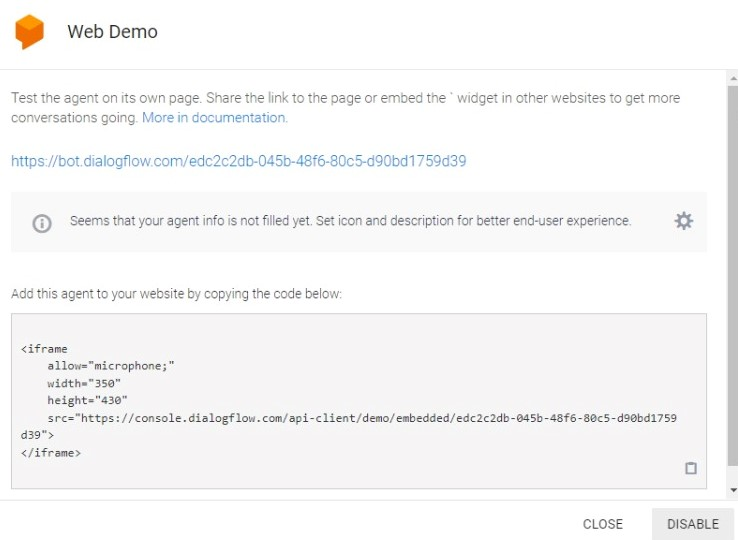 Web Demo
Test the agent on its own page. Share the link to the page or embed the ` widget in other websites to get more
conversations going. More in documentation.
https://bot.dialogflow.com/edc2c2db-045b-48f6-80c5-d90bd1759d39
Seems that your agent info is not filled yet. Set icon and description for better end-user experience.
Add this agent to your website by copying the code below:
<iframe
    allow="microphone;"
    width="350"
    height="430"
    src="https://console.dialogflow.com/api-client/demo/embedded/edc2c2db-045b-48f6-80c5-d90bd1759
d39">
</iframe>
CLOSE DISABLE